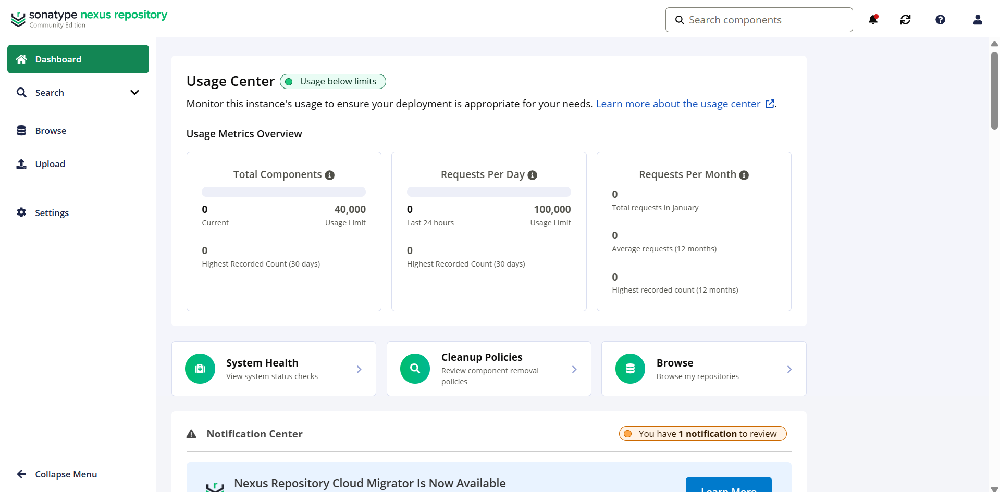 sonatype nexus repository
Community Edition
Search components
Dashboard
Search
Browse
Upload
Settings
Collapse Menu
Usage Center
Usage below limits
Monitor this instance's usage to ensure your deployment is appropriate for your needs. Learn more about the usage center.
Usage Metrics Overview
Total Components
0
40,000
Current
Usage Limit
0
Highest Recorded Count (30 days)
Requests Per Day
0
100,000
Last 24 hours
Usage Limit
0
Highest Recorded Count (30 days)
Requests Per Month
0
Total requests in January
0
Average requests (12 months)
0
Highest recorded count (12 months)
System Health
View system status checks
Cleanup Policies
Review component removal
policies
Browse
Browse my repositories
Notification Center
You have 1 notification to review
Nexus Repository Cloud Migrator Is Now Available
Learn More